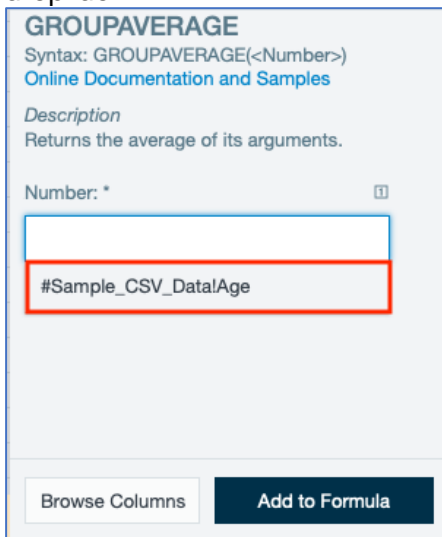 GROUPAVERAGE
Syntax: GROUPAVERAGE(<Number>)
Online Documentation and Samples
Description
Returns the average of its arguments.
Number: *
1
#Sample_CSV_Data!Age
Browse Columns
Add to Formula